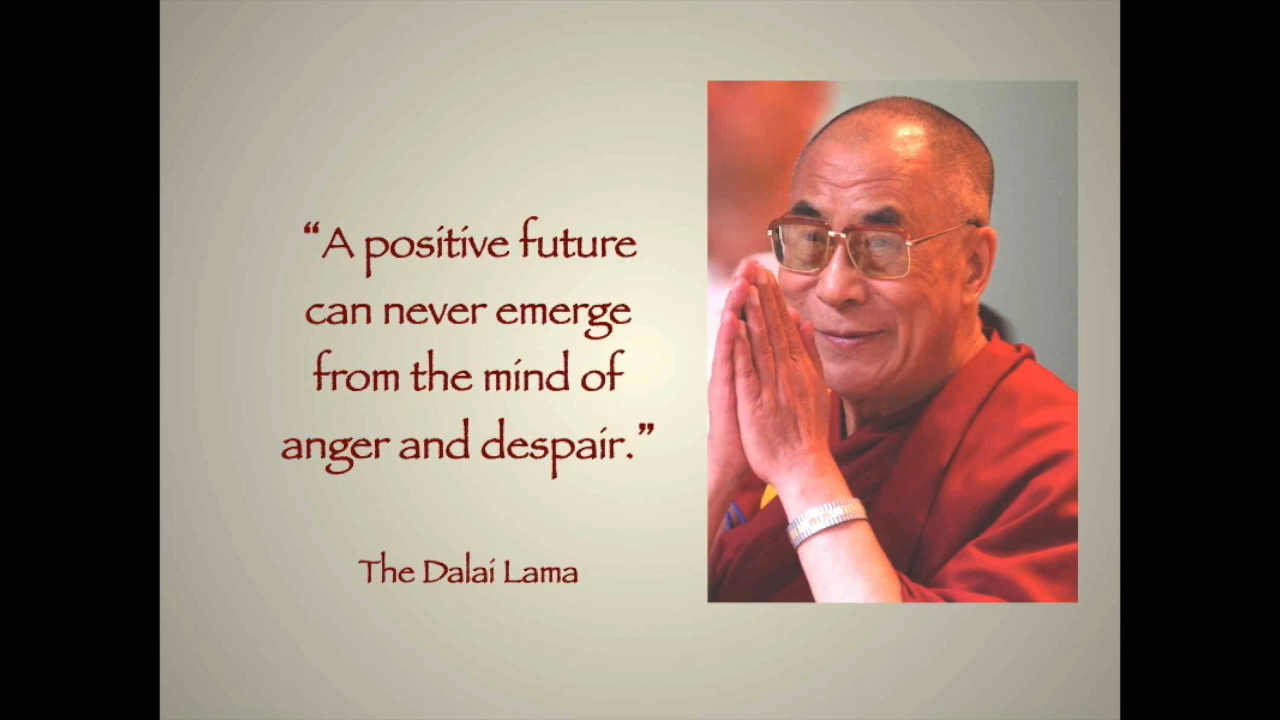 “A positive future
can never emerge
from the mind of
anger and despair.”
The Dalai Lama